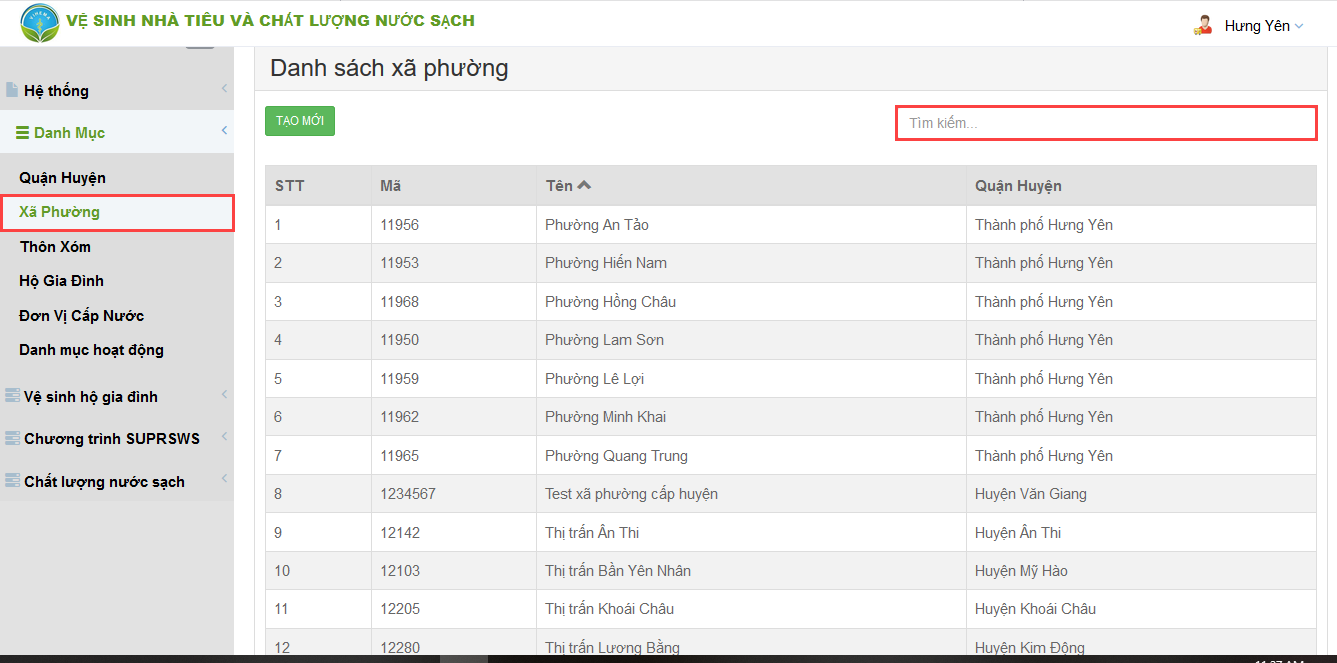 VỆ SINH NHÀ TIÊU VÀ CHẤT LƯỢNG NƯỚC SẠCH
Hưng Yên
Hệ thống
Danh Mục
Quận Huyện
Xã Phường
Thôn Xóm
Hộ Gia Đình
Đơn Vị Cấp Nước
Danh mục hoạt động
Vệ sinh hộ gia đình
Chương trình SUPRSWS
Chất lượng nước sạch
Danh sách xã phường
TẠO MỚI
Tìm kiếm...
STT Mã Tên Quận Huyện
1 11956 Phường An Tảo Thành phố Hưng Yên
2 11953 Phường Hiến Nam Thành phố Hưng Yên
3 11968 Phường Hồng Châu Thành phố Hưng Yên
4 11950 Phường Lam Sơn Thành phố Hưng Yên
5 11959 Phường Lê Lợi Thành phố Hưng Yên
6 11962 Phường Minh Khai Thành phố Hưng Yên
7 11965 Phường Quang Trung Thành phố Hưng Yên
8 1234567 Test xã phường cấp huyện Huyện Văn Giang
9 12142 Thị trấn Ân Thi Huyện Ân Thi
10 12103 Thị trấn Bần Yên Nhân Huyện Mỹ Hào
11 12205 Thị trấn Khoái Châu Huyện Khoái Châu
12 12280 Thị trấn Lương Bằng Huyện Kim Động